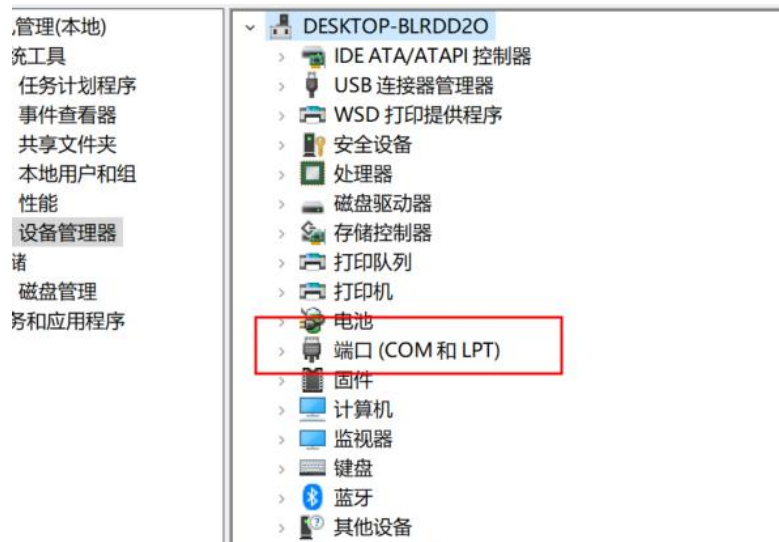 管理(本地)
统工具
任务计划程序
事件查看器
共享文件夹
本地用户和组
性能
设备管理器
储
磁盘管理
务和应用程序
DESKTOP-BLRDD2O
IDE ATA/ATAPI 控制器
USB 连接器管理器
WSD 打印提供程序
安全设备
处理器
磁盘驱动器
存储控制器
打印队列
打印机
电池
端口 (COM 和 LPT)
固件
计算机
监视器
键盘
蓝牙
其他设备